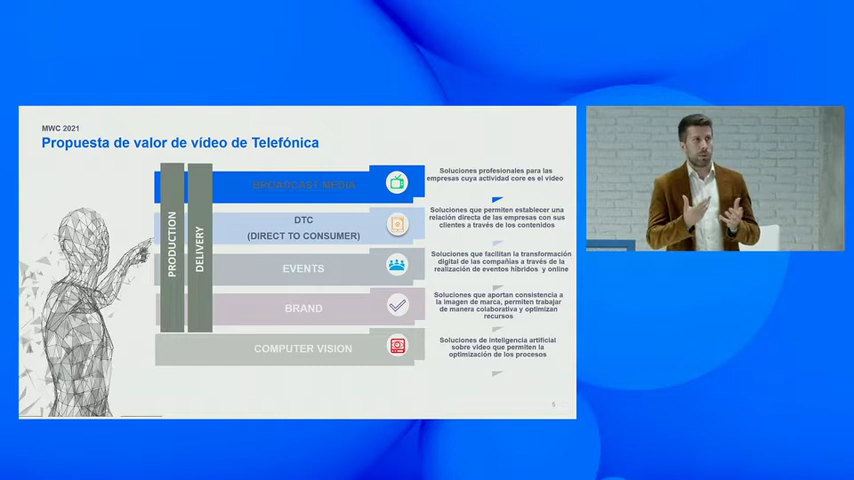 MWC 2021
Propuesta de valor de vídeo de Telefónica
PRODUCTION
DELIVERY
BROADCAST MEDIA
Soluciones profesionales para las
empresas cuya actividad core es el video
DTC
(DIRECT TO CONSUMER)
Soluciones que permiten establecer una
relación directa de las empresas con sus
clientes a través de los contenidos
EVENTS
Soluciones que facilitan la transformación
digital de las compañías a través de la
realización de eventos híbridos y online
BRAND
Soluciones que aportan consistencia a
la imagen de marca, permiten trabajar
de manera colaborativa y optimizan
recursos
COMPUTER VISION
Soluciones de inteligencia artificial
sobre vídeo que permiten la
optimización de los procesos
5